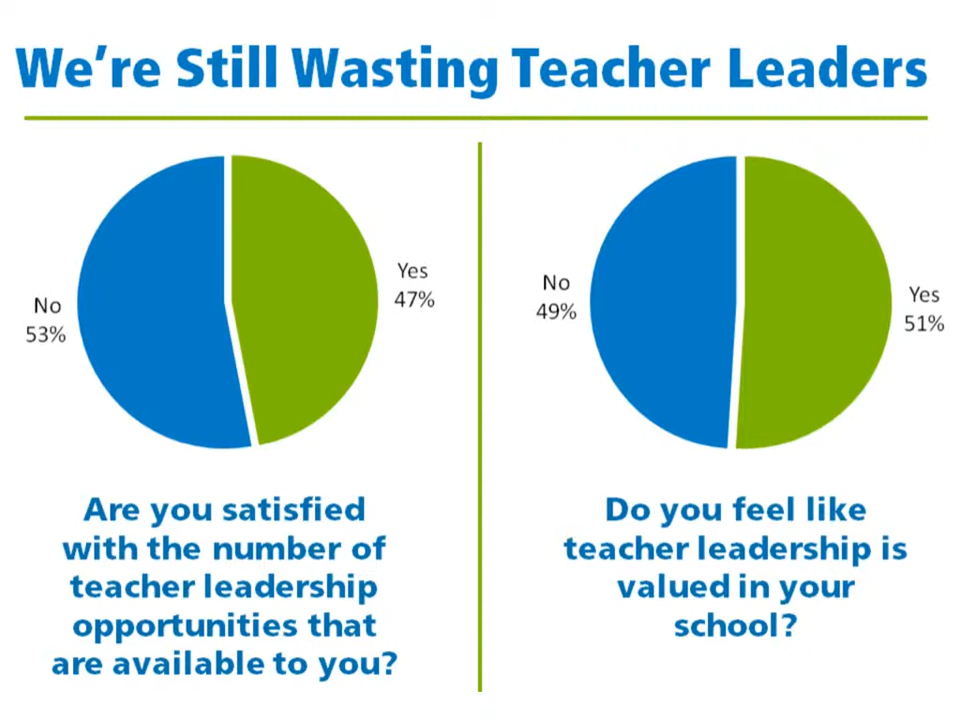 We're Still Wasting Teacher Leaders
No
53%
Yes
47%
Are you satisfied
with the number of
teacher leadership
opportunities that
are available to you?
No
49%
Yes
51%
Do you feel like
teacher leadership is
valued in your
school?